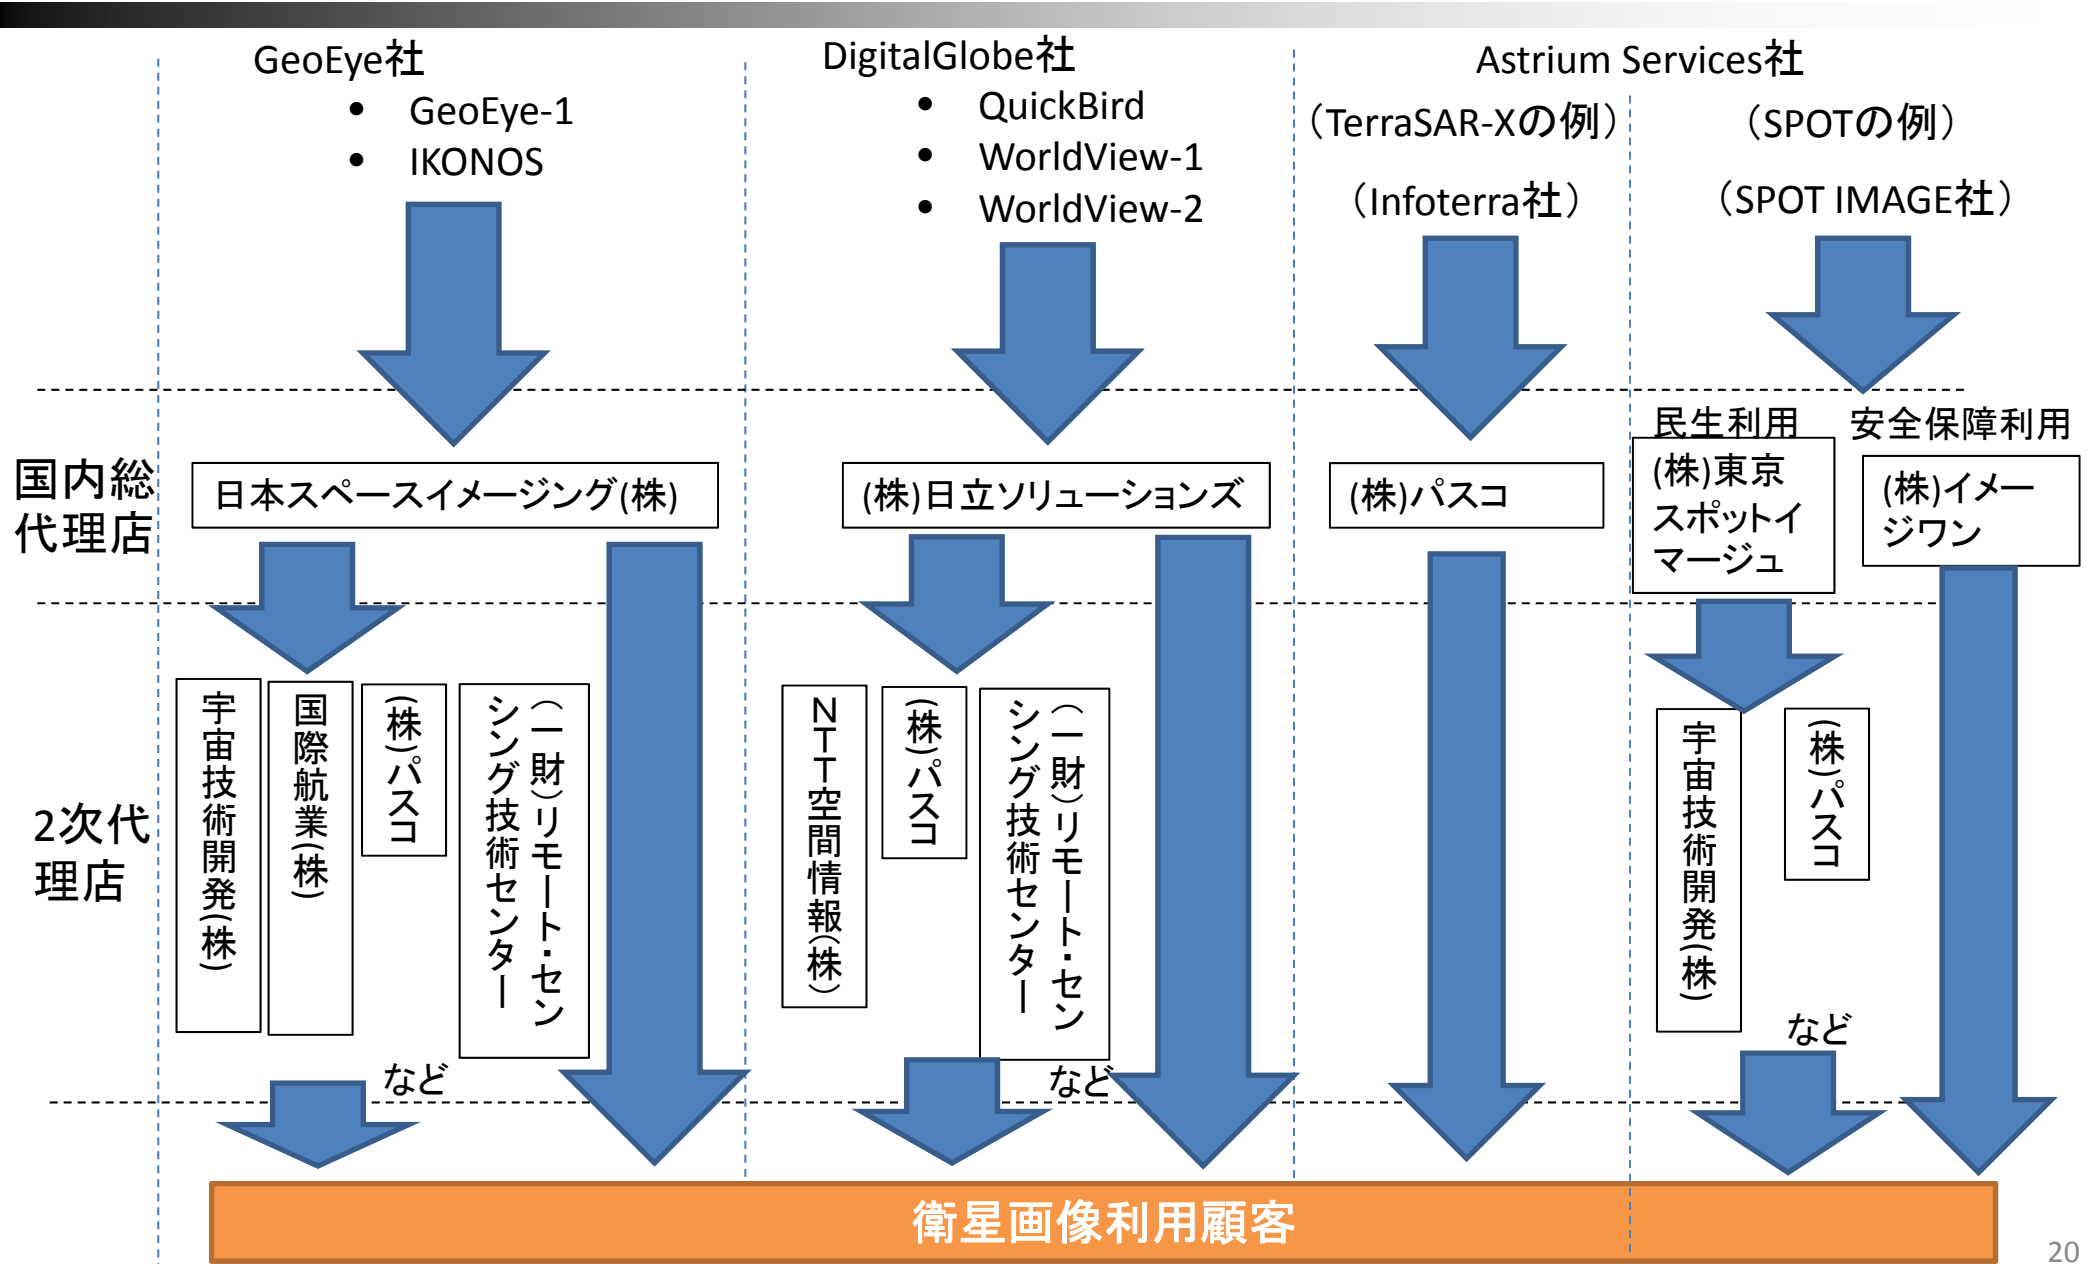 GeoEye社
• GeoEye-1
• IKONOS
DigitalGlobe社
• QuickBird
• WorldView-1
• WorldView-2
Astrium Services社
（TerraSAR-Xの例）
（Infoterra社）
（SPOTの例）
（SPOT IMAGE社）
国内総
代理店
日本スペースイメージング(株)
(株)日立ソリューションズ
(株)パスコ
民生利用
(株)東京
スポットイ
マージュ
安全保障利用
(株)イメー
ジワン
2次代
理店
宇宙技術開発(株)
国際航業(株)
(株)パスコ
（一財）リモート・セン
シング技術センター
など
ＮＴＴ空間情報（株）
(株)パスコ
（一財）リモート・セン
シング技術センター
など
宇宙技術開発(株)
(株)パスコ
など
衛星画像利用顧客
20